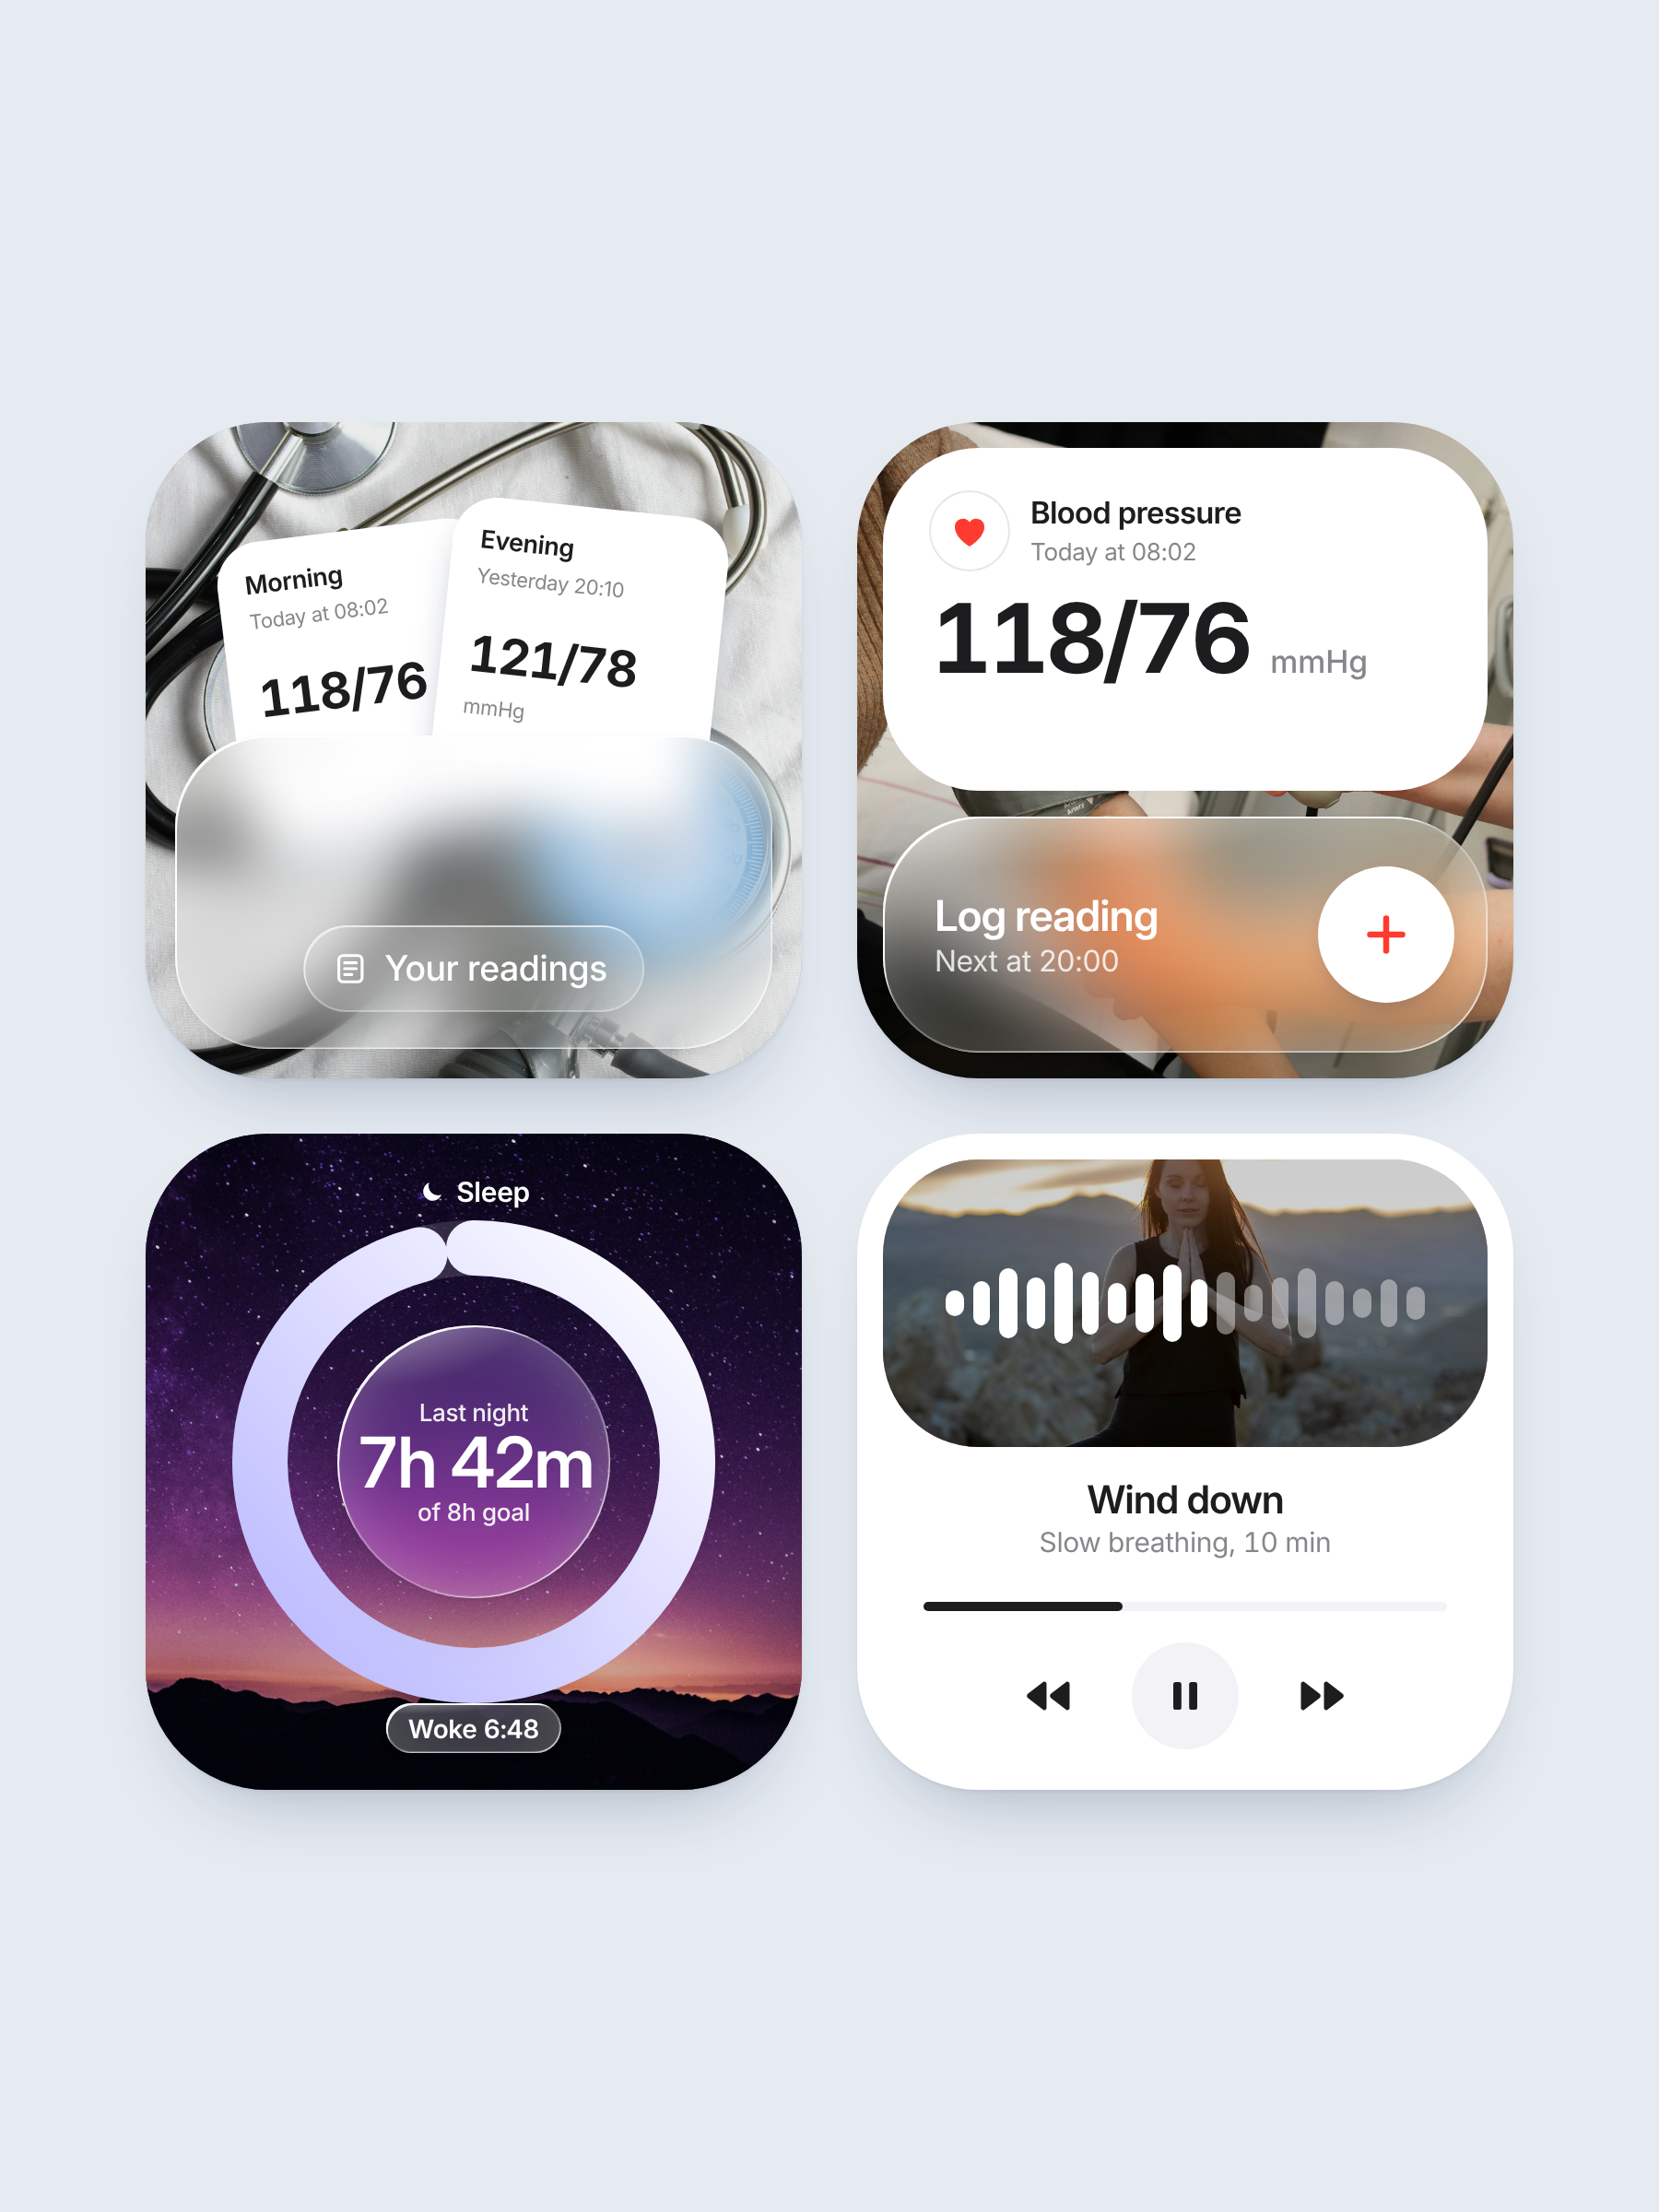 Morning
Today at 08:02
118/76
Evening
Yesterday 20:10
121/78
mmHg
Your readings
Blood pressure
Today at 08:02
118/76 mmHg
Log reading
Next at 20:00
Sleep
Last night
7h 42m
of 8h goal
Woke 6:48
Wind down
Slow breathing, 10 min